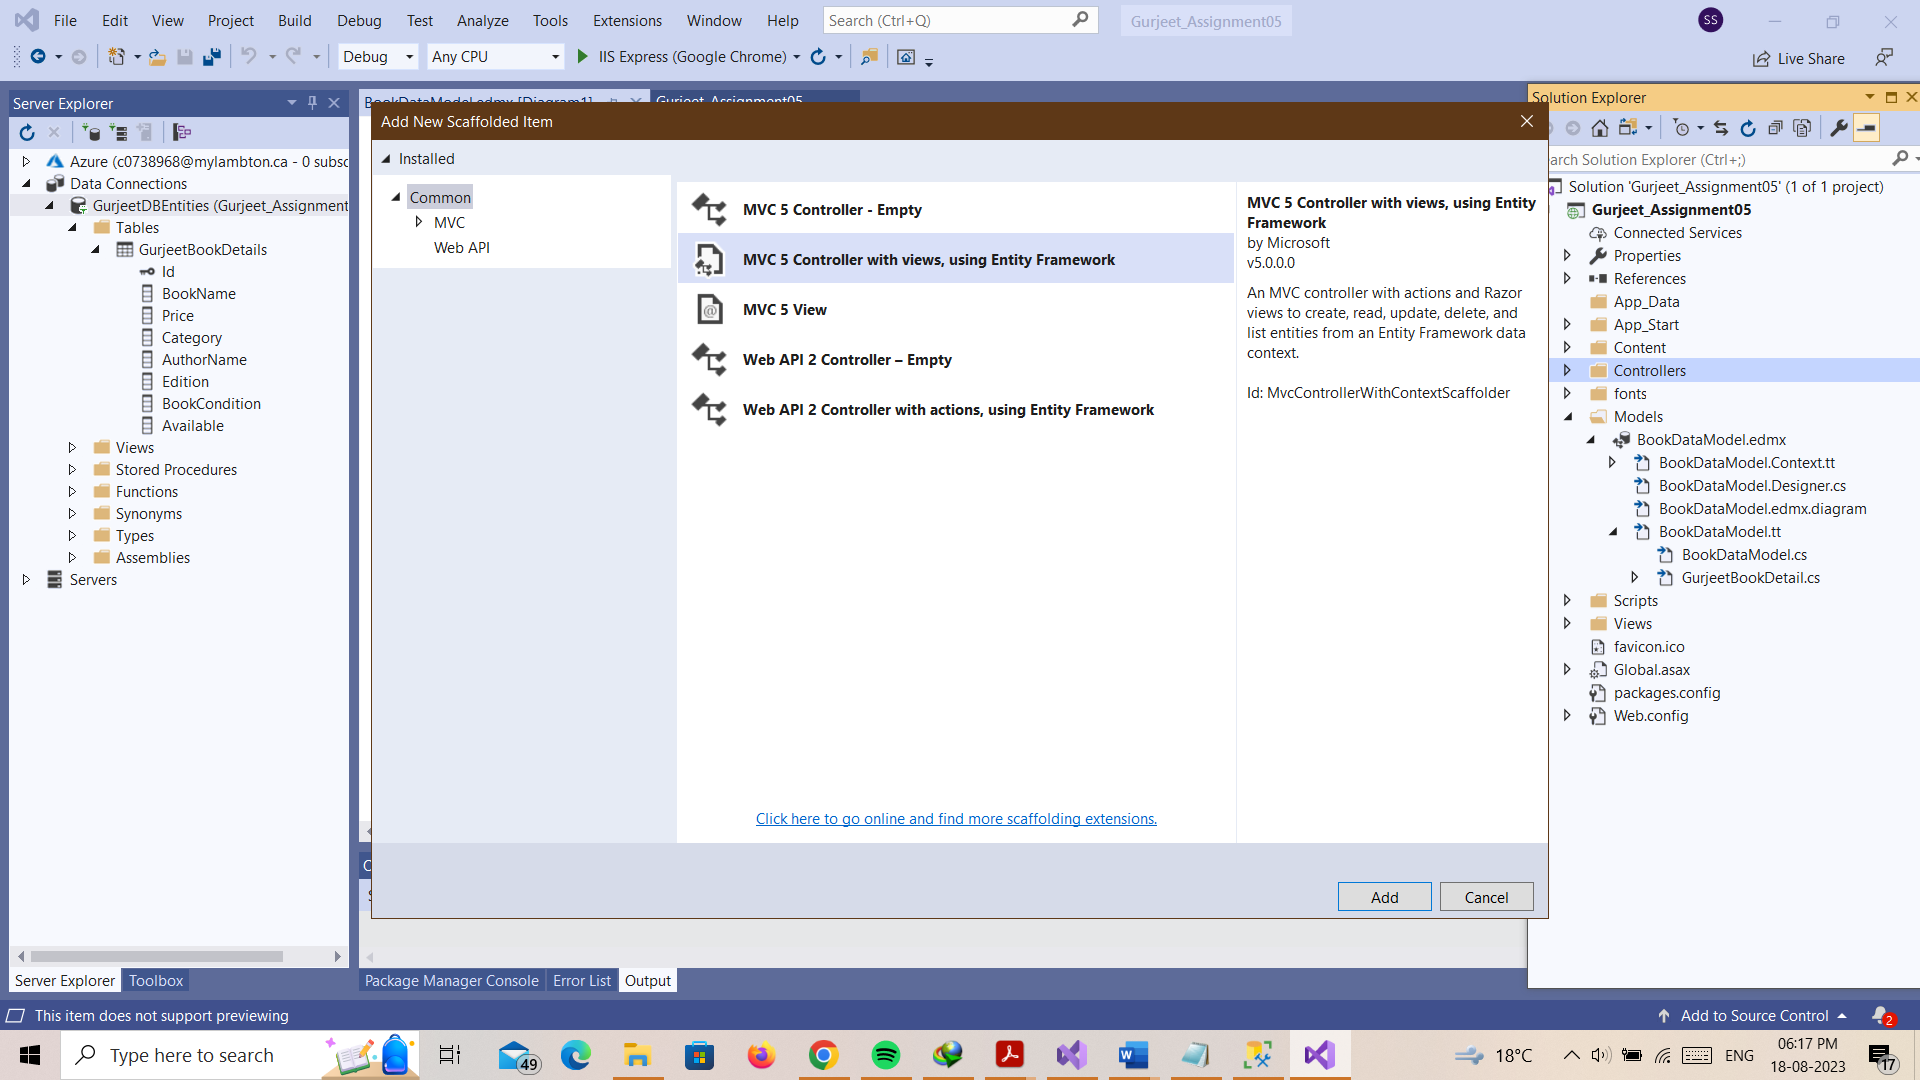 File Edit View Project Build Debug Test Analyze Tools Extensions Window Help Search (Ctrl+Q) Gurjeet_Assignment05 SS
Debug Any CPU IIS Express (Google Chrome) Live Share
Server Explorer
Azure (c0738968@mylambton.ca - 0 subsc
Data Connections
GurjeetDBEntities (Gurjeet_Assignment
Tables
GurjeetBookDetails
Id
BookName
Price
Category
AuthorName
Edition
BookCondition
Available
Views
Stored Procedures
Functions
Synonyms
Types
Assemblies
Servers
Server Explorer Toolbox
BookDataModel.edmx [Diagram1] Gurjeet_Assignment05
Add New Scaffolded Item
Installed
Common
MVC
Web API
MVC 5 Controller - Empty
MVC 5 Controller with views, using Entity Framework
MVC 5 View
Web API 2 Controller – Empty
Web API 2 Controller with actions, using Entity Framework
Click here to go online and find more scaffolding extensions.
MVC 5 Controller with views, using Entity
Framework
by Microsoft
v5.0.0.0
An MVC controller with actions and Razor
views to create, read, update, delete, and
list entities from an Entity Framework data
context.
Id: MvcControllerWithContextScaffolder
Add Cancel
Package Manager Console Error List Output
Solution Explorer
arch Solution Explorer (Ctrl+;)
Solution 'Gurjeet_Assignment05' (1 of 1 project)
Gurjeet_Assignment05
Connected Services
Properties
References
App_Data
App_Start
Content
Controllers
fonts
Models
BookDataModel.edmx
BookDataModel.Context.tt
BookDataModel.Designer.cs
BookDataModel.edmx.diagram
BookDataModel.tt
BookDataModel.cs
GurjeetBookDetail.cs
Scripts
Views
favicon.ico
Global.asax
packages.config
Web.config
This item does not support previewing Add to Source Control 2
Type here to search 49 18°C ENG 06:17 PM
18-08-2023 17